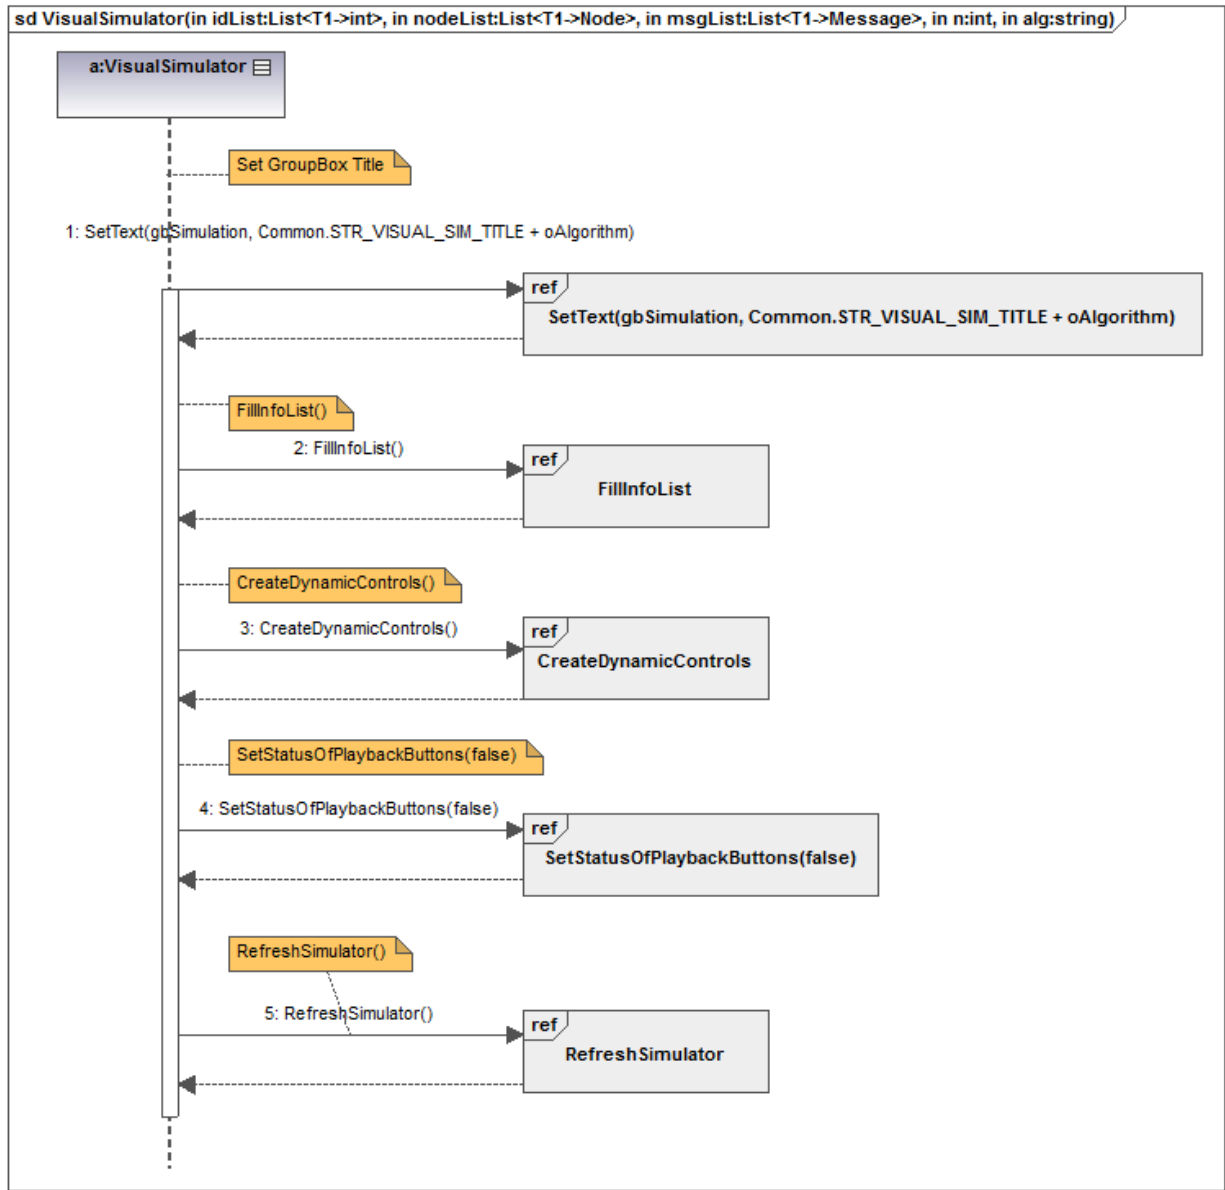 sd VisualSimulator(in idList:List<T1->int>, in nodeList:List<T1->Node>, in msgList:List<T1->Message>, in n:int, in alg:string)
a:VisualSimulator
Set GroupBox Title
1: SetText(gbSimulation, Common.STR_VISUAL_SIM_TITLE + oAlgorithm)
ref
SetText(gbSimulation, Common.STR_VISUAL_SIM_TITLE + oAlgorithm)
FillInfoList()
2: FillInfoList()
ref
FillInfoList
CreateDynamicControls()
3: CreateDynamicControls()
ref
CreateDynamicControls
SetStatusOfPlaybackButtons(false)
4: SetStatusOfPlaybackButtons(false)
ref
SetStatusOfPlaybackButtons(false)
RefreshSimulator()
5: RefreshSimulator()
ref
RefreshSimulator